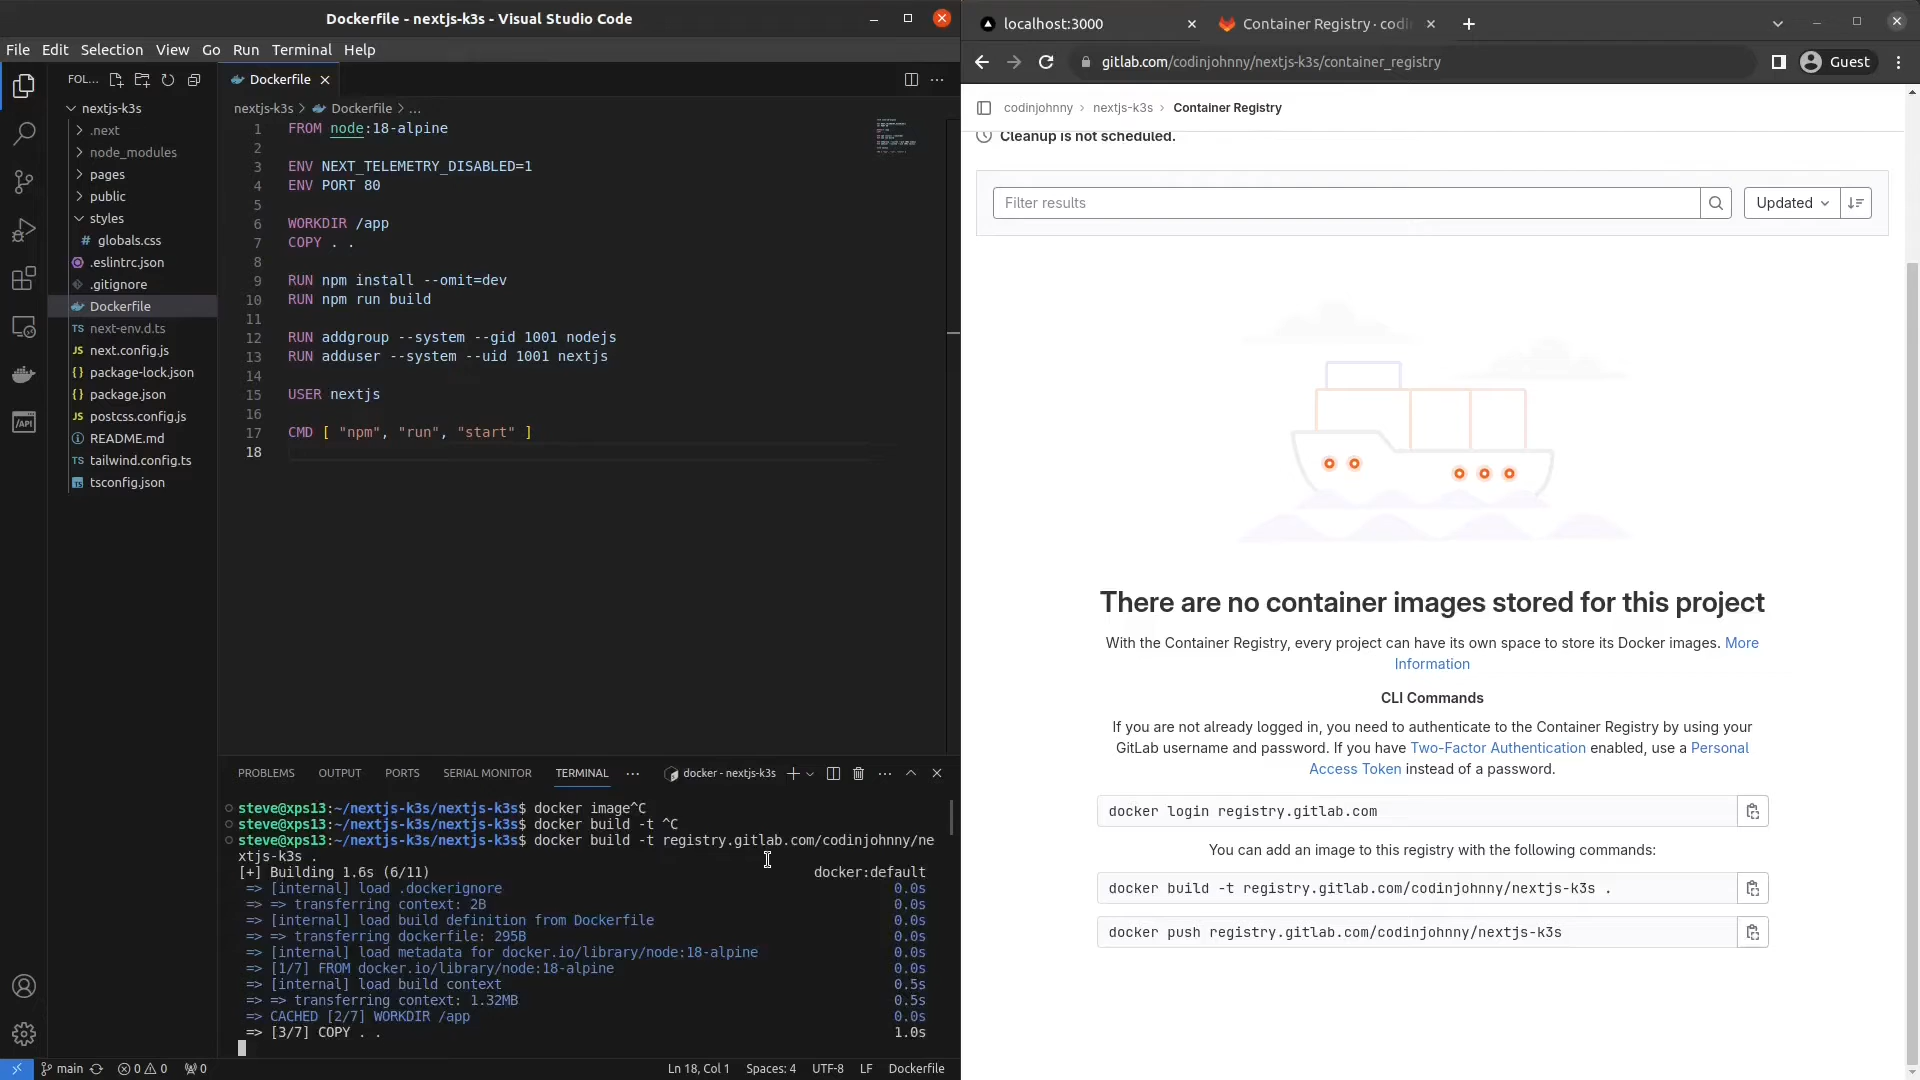 Dockerfile - nextjs-k3s - Visual Studio Code
File Edit Selection View Go Run Terminal Help
FOL...
nextjs-k3s
.next
node_modules
pages
public
styles
# globals.css
.eslintrc.json
.gitignore
Dockerfile
TS next-env.d.ts
JS next.config.js
{} package-lock.json
{} package.json
JS postcss.config.js
README.md
TS tailwind.config.ts
tsconfig.json
Dockerfile
nextjs-k3s > Dockerfile > ...
1 FROM node:18-alpine
2
3 ENV NEXT_TELEMETRY_DISABLED=1
4 ENV PORT 80
5
6 WORKDIR /app
7 COPY . .
8
9 RUN npm install --omit=dev
10 RUN npm run build
11
12 RUN addgroup --system --gid 1001 nodejs
13 RUN adduser --system --uid 1001 nextjs
14
15 USER nextjs
16
17 CMD [ "npm", "run", "start" ]
18
PROBLEMS OUTPUT PORTS SERIAL MONITOR TERMINAL ... docker - nextjs-k3s
steve@xps13:~/nextjs-k3s/nextjs-k3s$ docker image^C
steve@xps13:~/nextjs-k3s/nextjs-k3s$ docker build -t ^C
steve@xps13:~/nextjs-k3s/nextjs-k3s$ docker build -t registry.gitlab.com/codinjohnny/ne
xtjs-k3s .
[+] Building 1.6s (6/11) docker:default
=> [internal] load .dockerignore 0.0s
=> => transferring context: 2B 0.0s
=> [internal] load build definition from Dockerfile 0.0s
=> => transferring dockerfile: 295B 0.0s
=> [internal] load metadata for docker.io/library/node:18-alpine 0.0s
=> [1/7] FROM docker.io/library/node:18-alpine 0.0s
=> [internal] load build context 0.5s
=> => transferring context: 1.32MB 0.5s
=> CACHED [2/7] WORKDIR /app 0.0s
=> [3/7] COPY . . 1.0s
main 0 0 0 Ln 18, Col 1 Spaces: 4 UTF-8 LF Dockerfile
localhost:3000
Container Registry · codi
gitlab.com/codinjohnny/nextjs-k3s/container_registry
Guest
codinjohnny > nextjs-k3s > Container Registry
Cleanup is not scheduled.
Filter results
Updated
There are no container images stored for this project
With the Container Registry, every project can have its own space to store its Docker images. More
Information
CLI Commands
If you are not already logged in, you need to authenticate to the Container Registry by using your
GitLab username and password. If you have Two-Factor Authentication enabled, use a Personal
Access Token instead of a password.
docker login registry.gitlab.com
You can add an image to this registry with the following commands:
docker build -t registry.gitlab.com/codinjohnny/nextjs-k3s .
docker push registry.gitlab.com/codinjohnny/nextjs-k3s